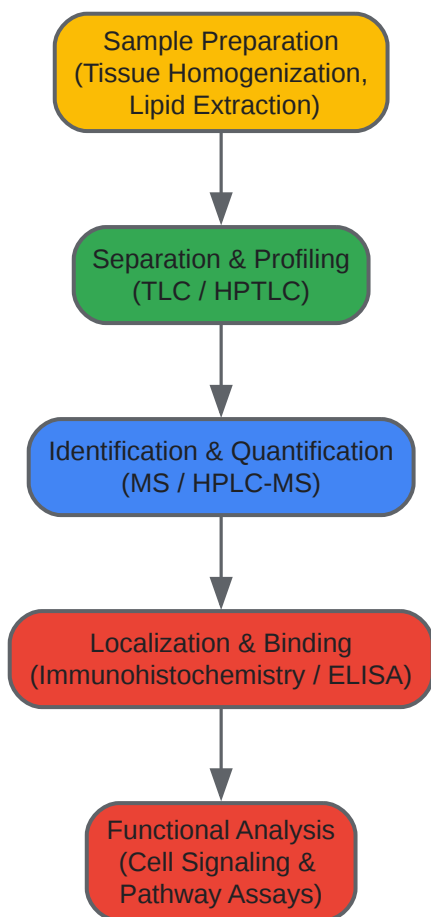 Sample Preparation
(Tissue Homogenization,
Lipid Extraction)
Separation & Profiling
(TLC / HPTLC)
Identification & Quantification
(MS / HPLC-MS)
Localization & Binding
(Immunohistochemistry / ELISA)
Functional Analysis
(Cell Signaling &
Pathway Assays)